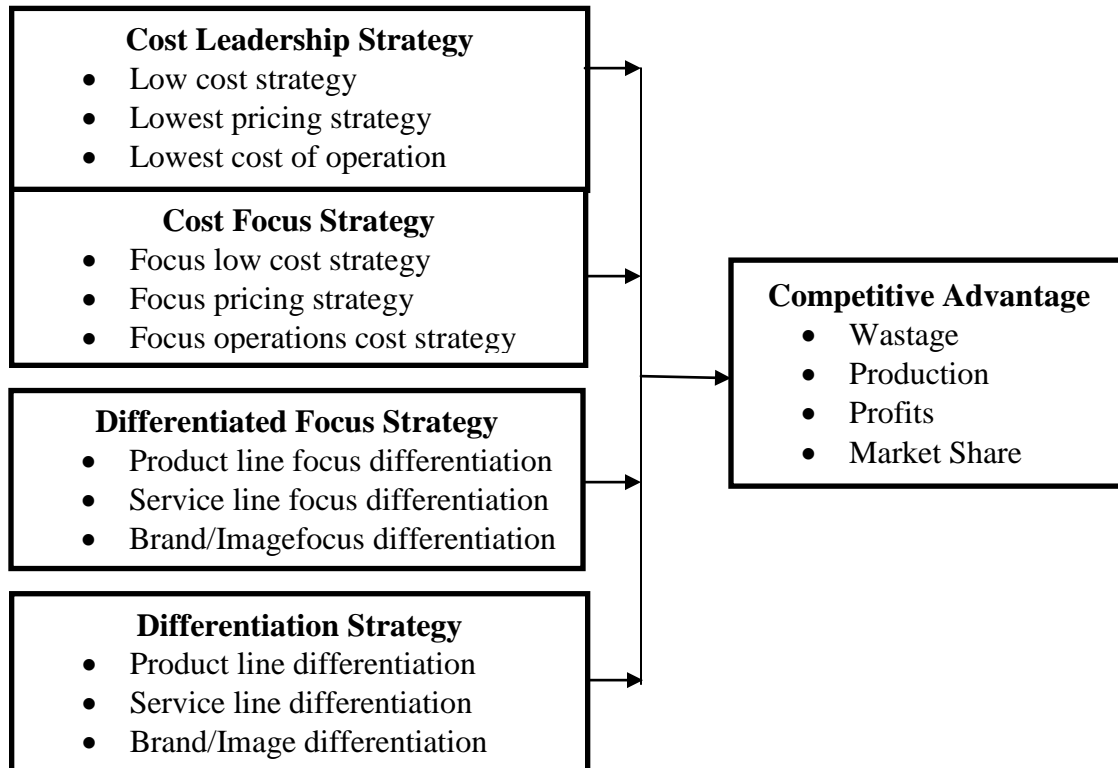 Cost Leadership Strategy
• Low cost strategy
• Lowest pricing strategy
• Lowest cost of operation
Cost Focus Strategy
• Focus low cost strategy
• Focus pricing strategy
• Focus operations cost strategy
Differentiated Focus Strategy
• Product line focus differentiation
• Service line focus differentiation
• Brand/Imagefocus differentiation
Differentiation Strategy
• Product line differentiation
• Service line differentiation
• Brand/Image differentiation
Competitive Advantage
• Wastage
• Production
• Profits
• Market Share